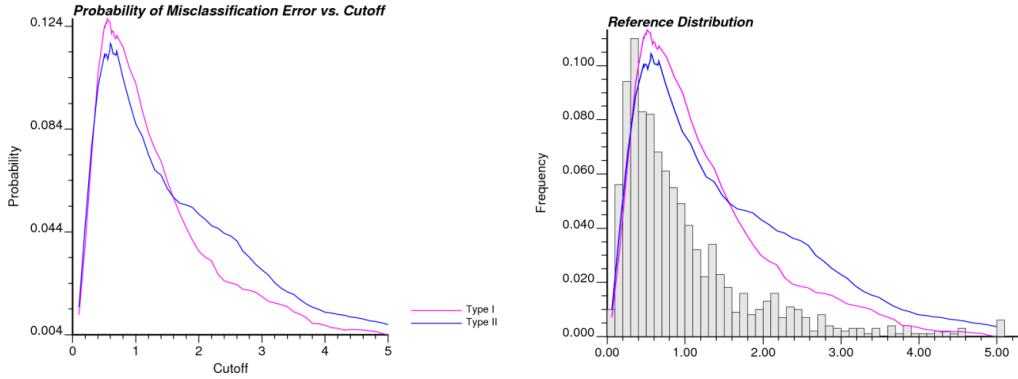 Probability of Misclassification Error vs. Cutoff
0.124
0.084
0.044
0.004
Probability
0 1 2 3 4 5
Cutoff
Type I
Type II
Reference Distribution
0.100
0.080
0.060
0.040
0.020
0.000
Frequency
0.00 1.00 2.00 3.00 4.00 5.00